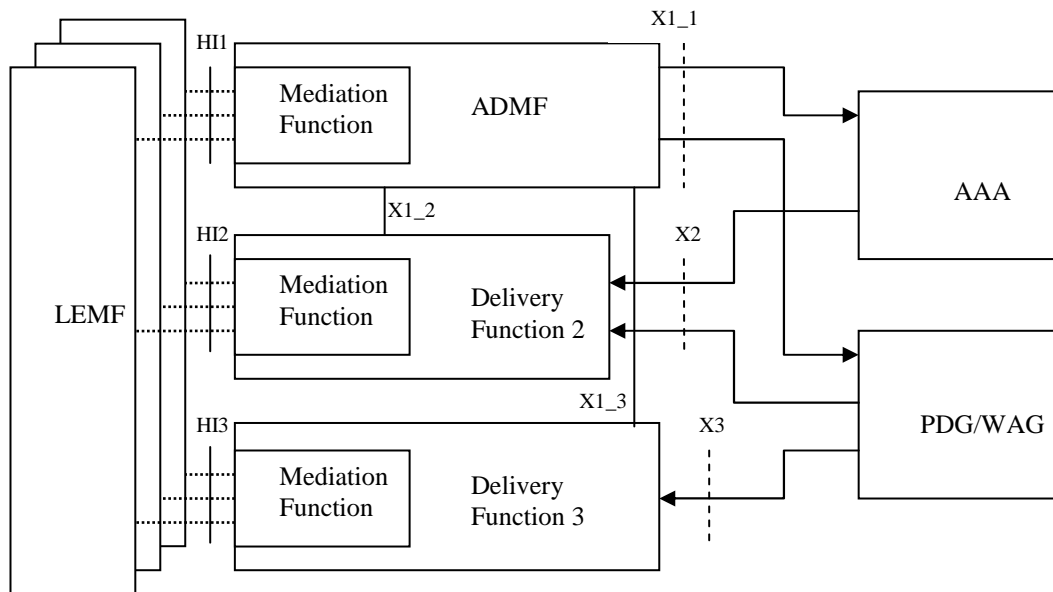 X1_1
HI1
Mediation
Function
ADMF
AAA
X1_2
HI2
X2
Mediation
Function
Delivery
Function 2
LEMF
X1_3
HI3
X3
PDG/WAG
Mediation
Function
Delivery
Function 3